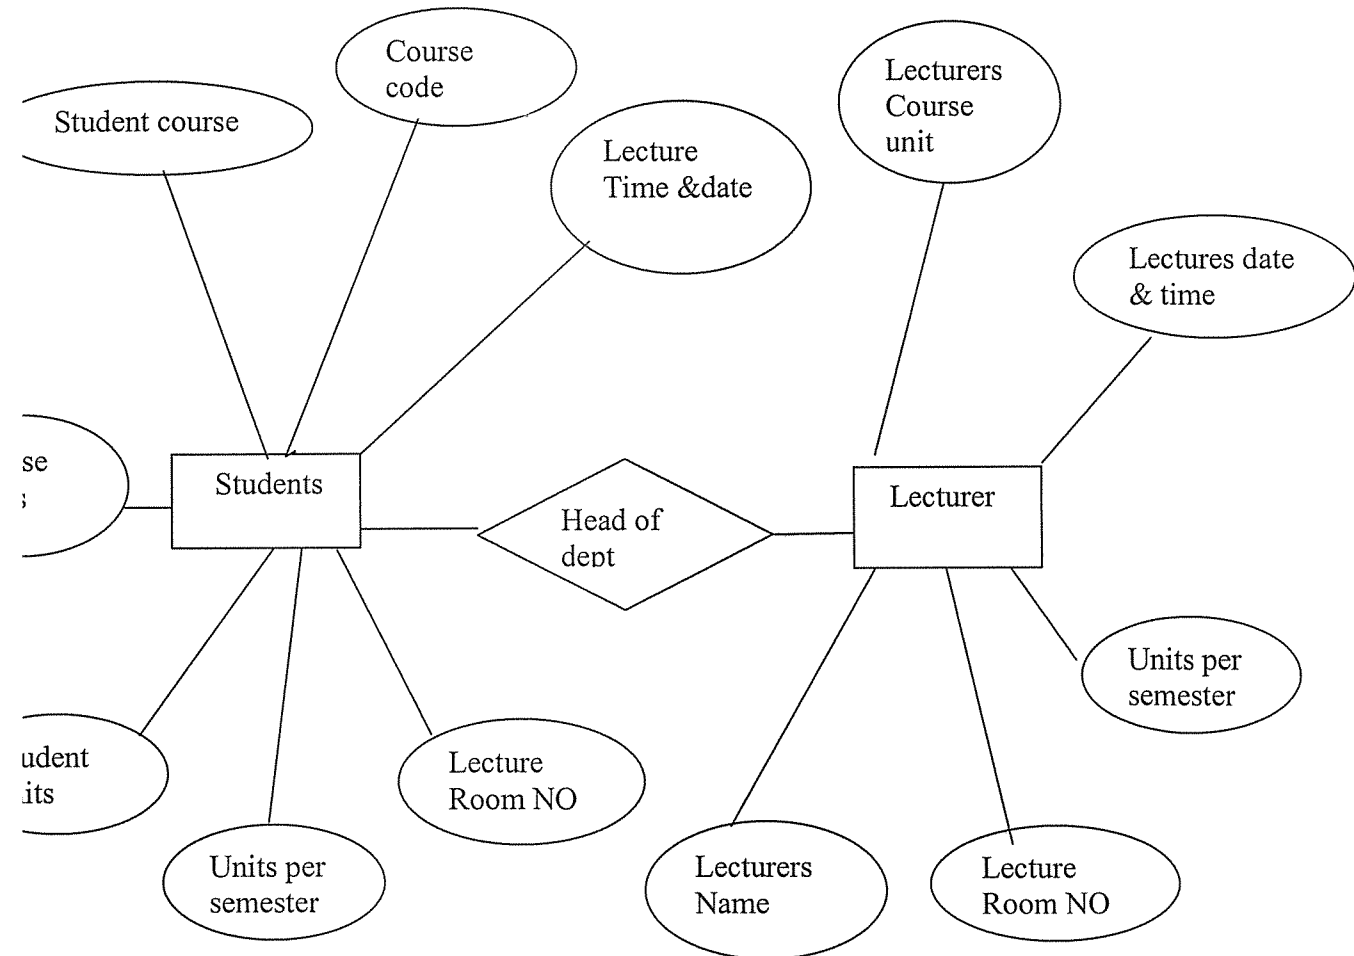 Course
code
Student course
Lecture
Time &date
Lecturers
Course
unit
Lectures date
& time
Students
Head of
dept
Lecturer
Units per
semester
Lecture
Room NO
Units per
semester
Lecturers
Name
Lecture
Room NO